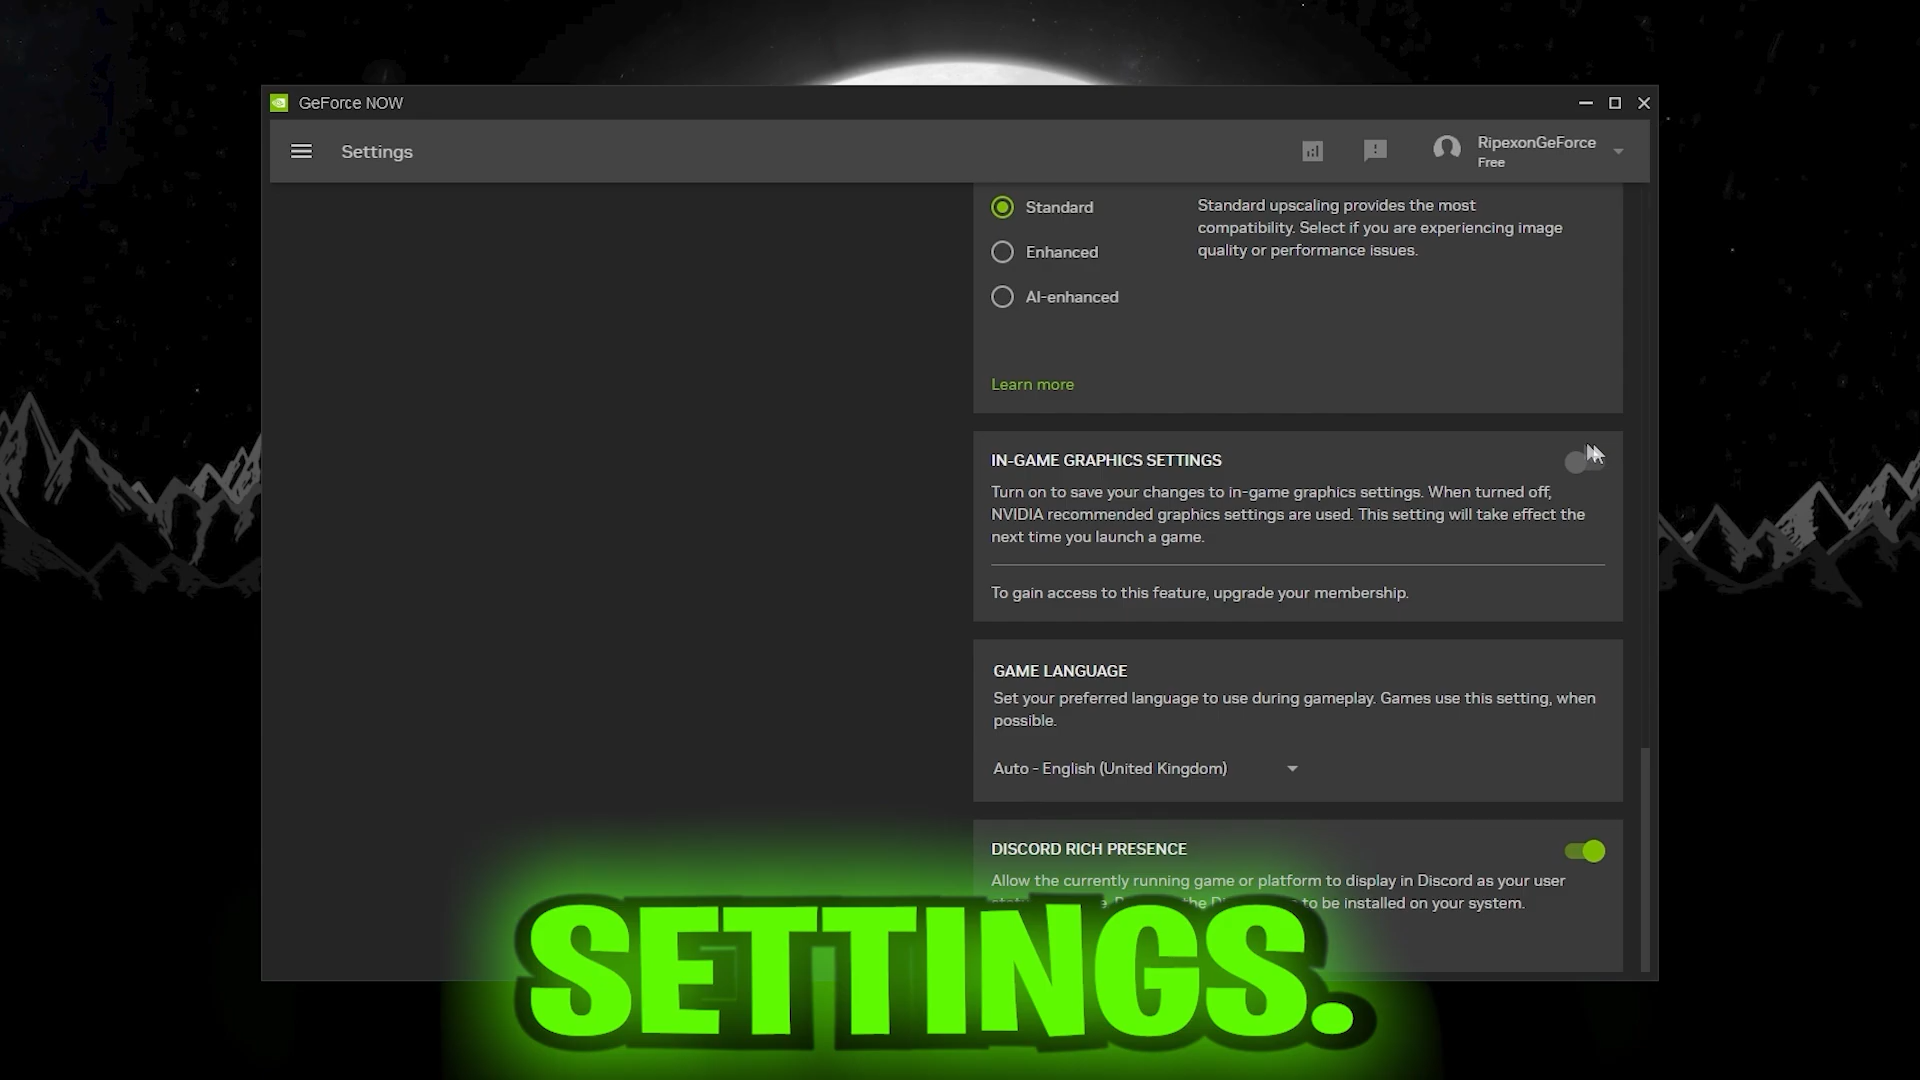 GeForce NOW
Settings
RipexonGeForce
Free
Standard
Enhanced
AI-enhanced
Standard upscaling provides the most
compatibility. Select if you are experiencing image
quality or performance issues.
Learn more
IN-GAME GRAPHICS SETTINGS
Turn on to save your changes to in-game graphics settings. When turned off,
NVIDIA recommended graphics settings are used. This setting will take effect the
next time you launch a game.
To gain access to this feature, upgrade your membership.
GAME LANGUAGE
Set your preferred language to use during gameplay. Games use this setting, when
possible.
Auto - English (United Kingdom)
DISCORD RICH PRESENCE
Allow the currently running game or platform to display in Discord as your user
the to be installed on your system.
SETTINGS.